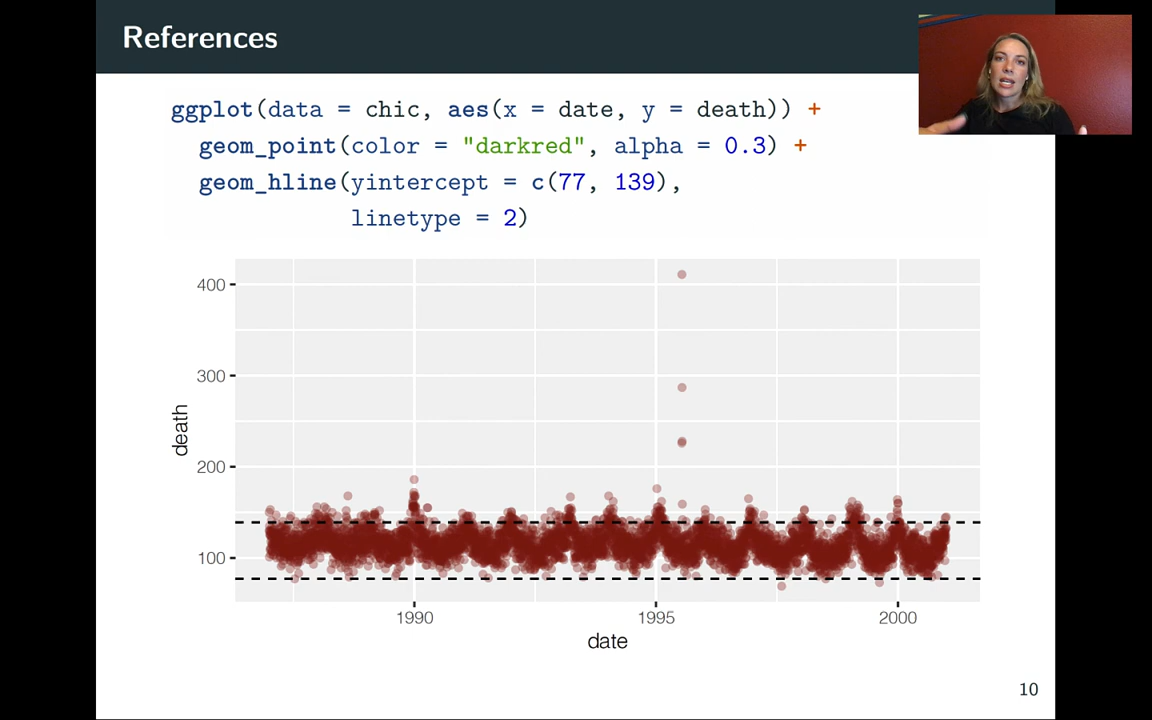 References
ggplot(data = chic, aes(x = date, y = death)) +
geom_point(color = "darkred", alpha = 0.3) +
geom_hline(yintercept = c(77, 139),
linetype = 2)
400
300
200
100
death
1990
1995
2000
date
10